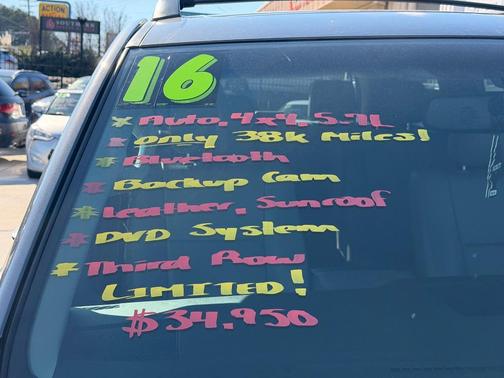 ACTION
16
* Auto, 4x4, 5.7L
* Only 38k Miles!
* Blutooth
* Backup Cam
* Leather, Sunroof
* DVD System
* Third Row
LIMITED!
$34,950